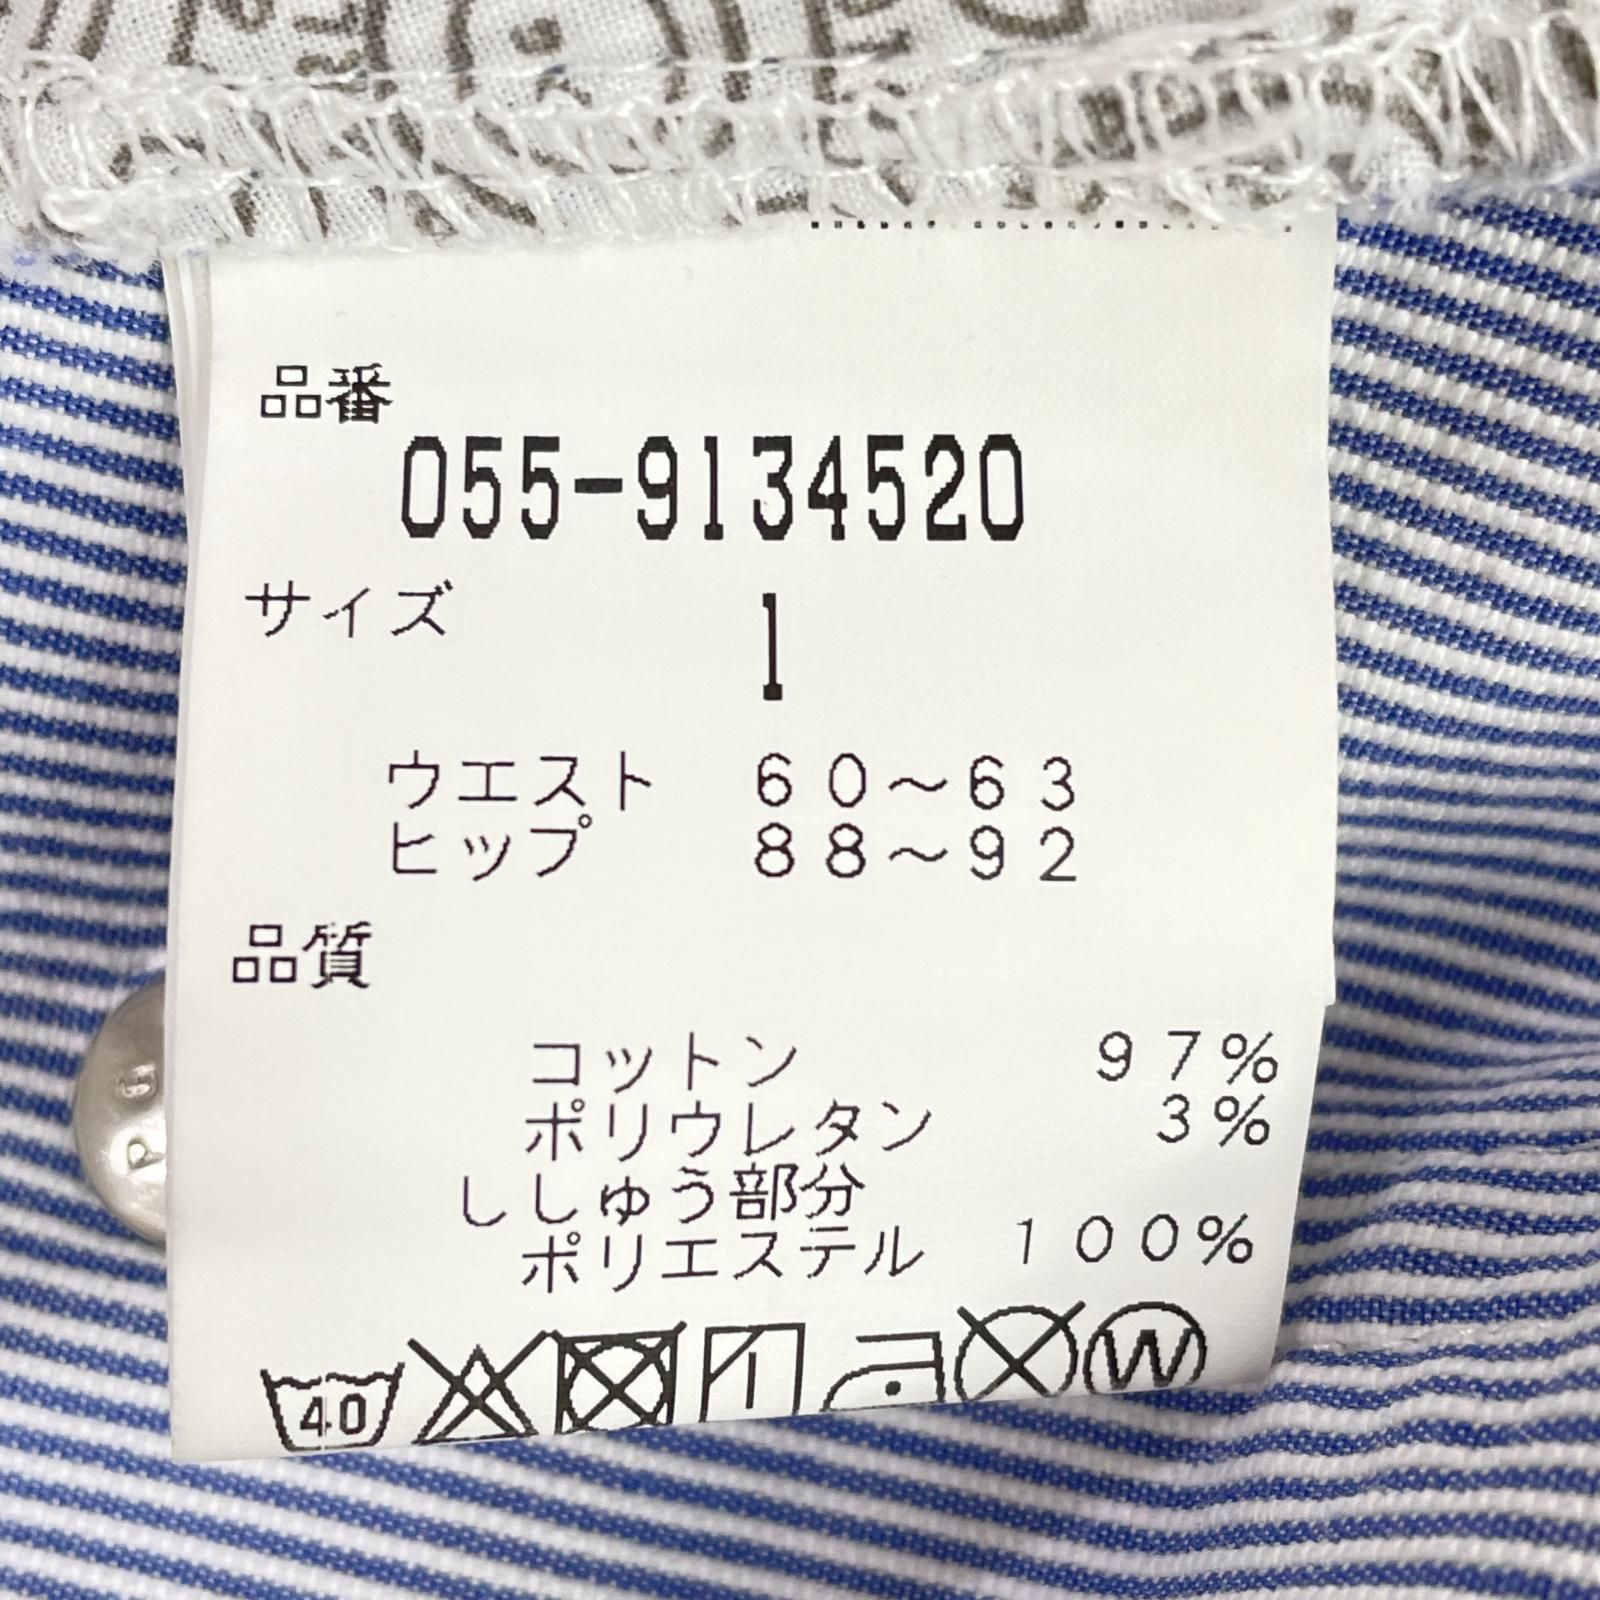 品番
055-9134520
サイズ 1
ウエスト 60～63
ヒップ 88～92
品質
コットン 97%
ポリウレタン 3%
ししゅう部分
ポリエステル 100%
40 W
P G